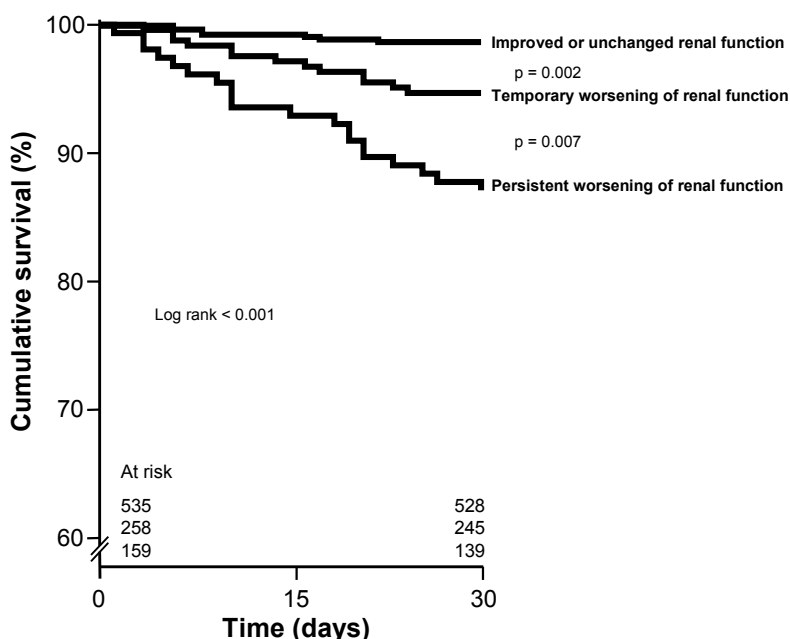 100
90
80
70
60
Cumulative survival (%)
Improved or unchanged renal function
p = 0.002
Temporary worsening of renal function
p = 0.007
Persistent worsening of renal function
Log rank < 0.001
At risk
535 528
258 245
159 139
0 15 30
Time (days)